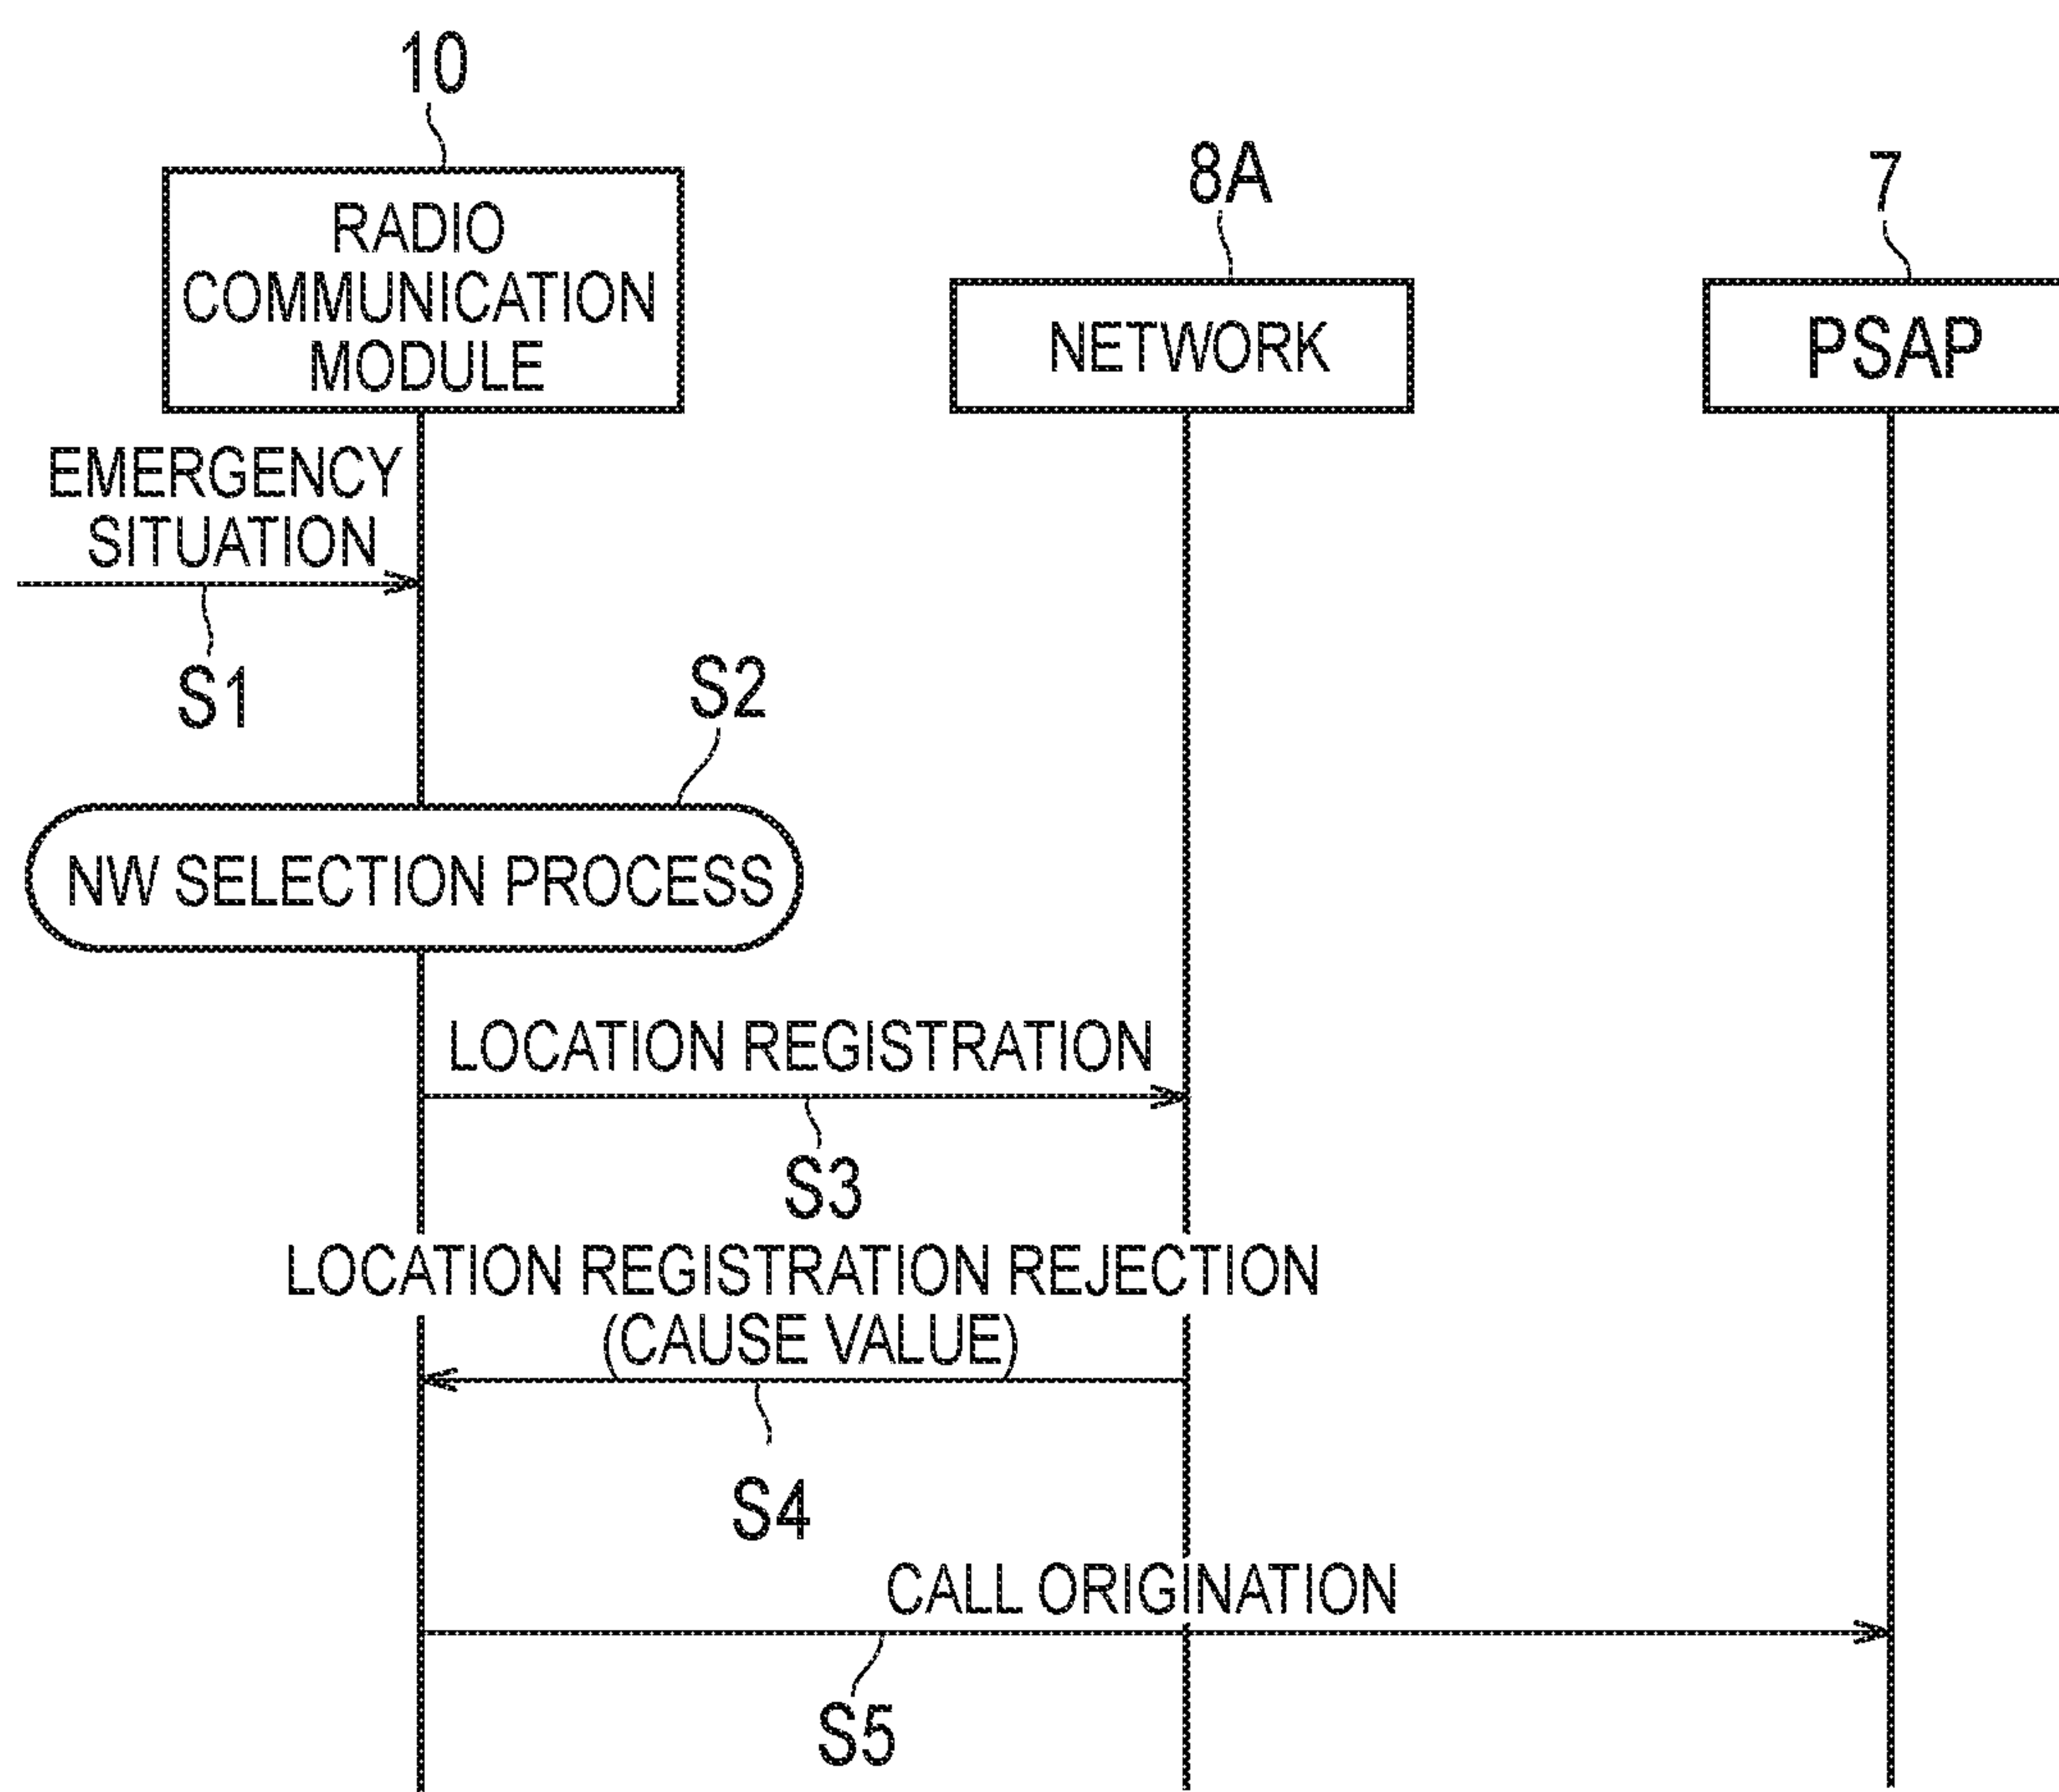 10
RADIO
COMMUNICATION
MODULE
8A
NETWORK
7
PSAP
EMERGENCY
SITUATION
S1
S2
NW SELECTION PROCESS
LOCATION REGISTRATION
S3
LOCATION REGISTRATION REJECTION
(CAUSE VALUE)
S4
CALL ORIGINATION
S5